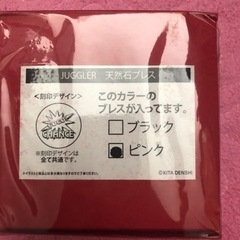 JUGGLER 天然石ブレス
<刻印デザイン>
CHANCE
※刻印デザインは
全て共通です。
このカラーの
ブレスが入ってます。
ブラック
ピンク
©KITA DENSHI